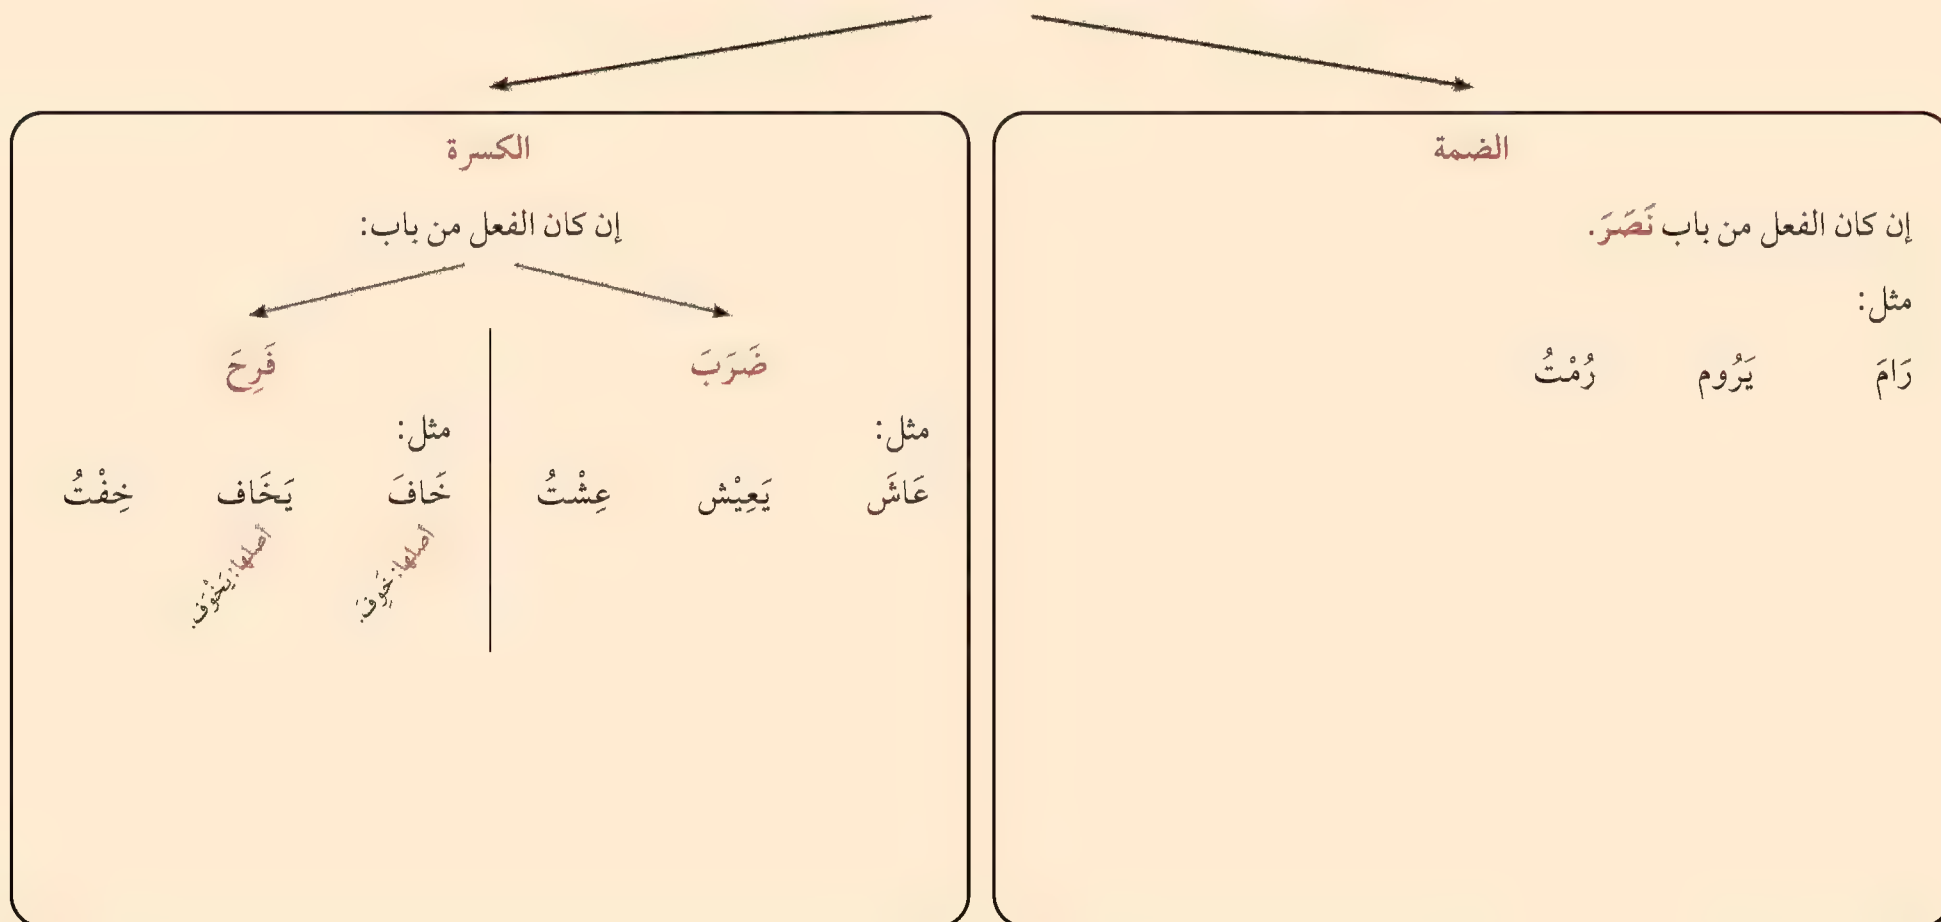 الضمة
إن كان الفعل من باب نَصَرَ.
مثل:
رَامَ يَرُوم رُمْتُ
الكسرة
إن كان الفعل من باب:
ضَرَبَ
مثل:
عَاشَ يَعِيْش عِشْتُ
فَرِحَ
مثل:
خَافَ يَخَاف خِفْتُ
أصلها: خَوِفَ.
أصلها: يَخْوَف.